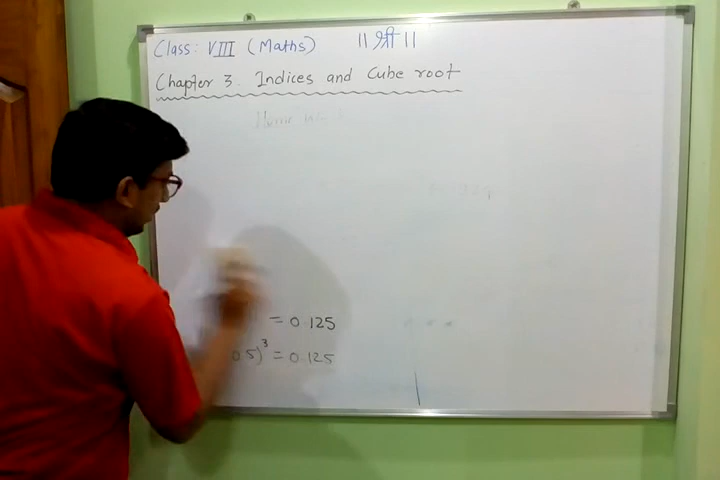 Class: VIII (Maths) || श्री ||
Chapter 3. Indices and Cube root
= 0.125
0.5)³ = 0.125